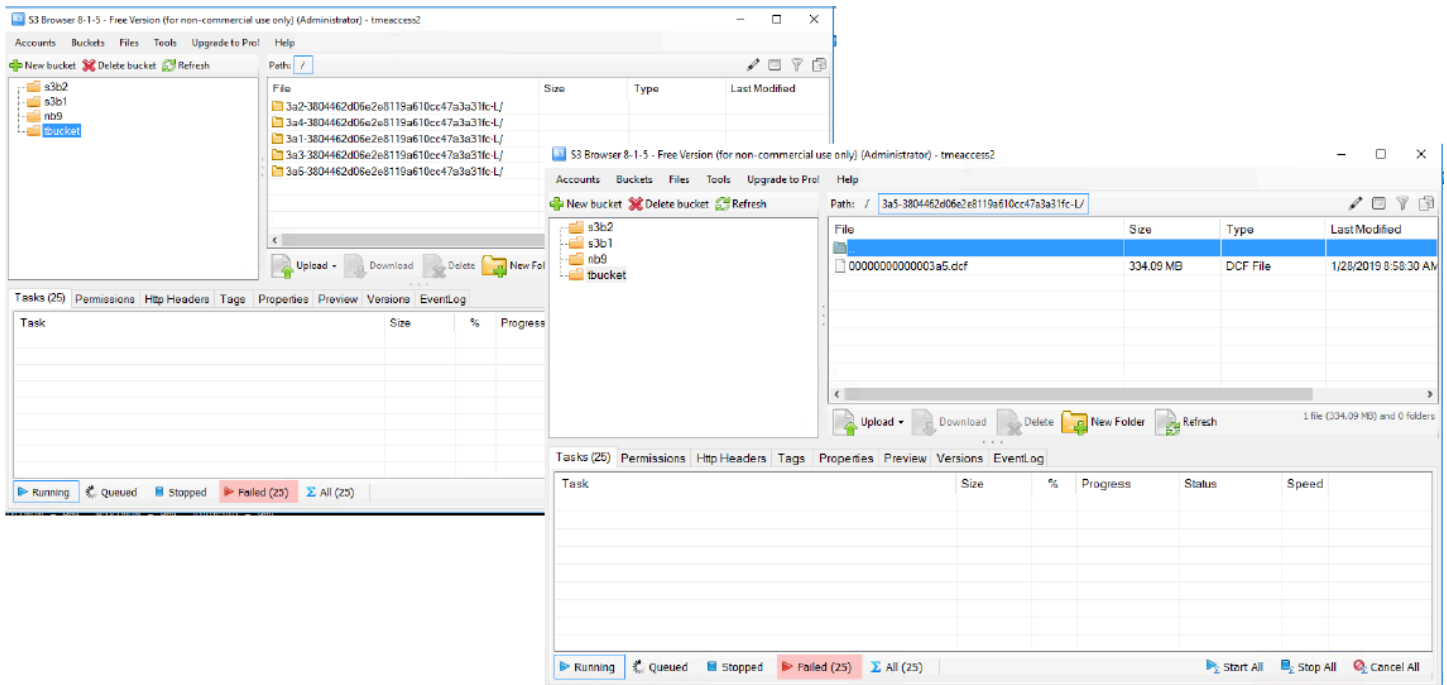 S3 Browser 8-1-5 - Free Version (for non-commercial use only) (Administrator) - tmeaccess2
Accounts Buckets Files Tools Upgrade to Pro! Help
New bucket Delete bucket Refresh
Path: /
s3b2
s3b1
nb9
tbucket
File Size Type Last Modified
3a2-3804462d06e2e8119a610cc47a3a31fc-L/
3a4-3804462d06e2e8119a610cc47a3a31fc-L/
3a1-3804462d06e2e8119a610cc47a3a31fc-L/
3a3-3804462d06e2e8119a610cc47a3a31fc-L/
3a5-3804462d06e2e8119a610cc47a3a31fc-L/
Upload Download Delete New Fol
Tasks (25) Permissions Http Headers Tags Properties Preview Versions EventLog
Task Size % Progress
Running Queued Stopped Failed (25) All (25)
S3 Browser 8-1-5 - Free Version (for non-commercial use only) (Administrator) - tmeaccess2
Accounts Buckets Files Tools Upgrade to Pro! Help
New bucket Delete bucket Refresh
Path: / 3a5-3804462d06e2e8119a610cc47a3a31fc-L/
s3b2
s3b1
nb9
tbucket
File Size Type Last Modified
..
00000000000003a5.dcf 334.09 MB DCF File 1/28/2019 8:58:30 AM
Upload Download Delete New Folder Refresh 1 file (334.09 MB) and 0 folders
Tasks (25) Permissions Http Headers Tags Properties Preview Versions EventLog
Task Size % Progress Status Speed
Running Queued Stopped Failed (25) All (25) Start All Stop All Cancel All